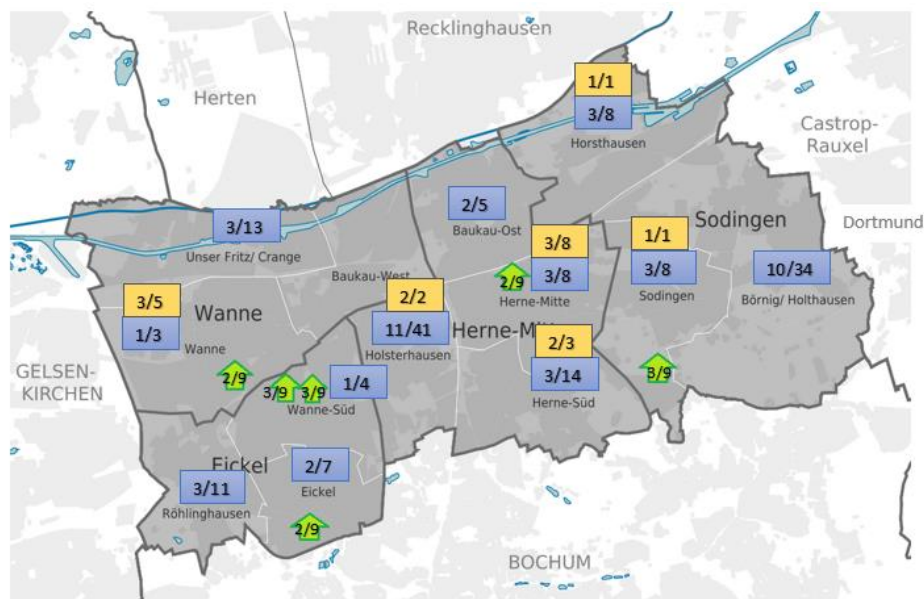 Recklinghausen
Herten
1/1
3/8
Horsthausen
Castrop-
Rauxel
2/5
Baukau-Ost
3/13
Unser Fritz/ Crange
Sodingen
Dortmund
3/8
3/8
2/9
Herne-Mitte
1/1
3/8
Sodingen
10/34
Börnig/ Holthausen
Baukau-West
3/5
1/3
Wanne
Wanne
2/2
11/41
Holsterhausen
Herne-Mitte
2/3
3/14
Herne-Süd
GELSEN-
KIRCHEN
2/9
3/9
3/9
1/4
Wanne-Süd
3/9
Eickel
2/7
Eickel
3/11
Röhlinghausen
2/9
BOCHUM